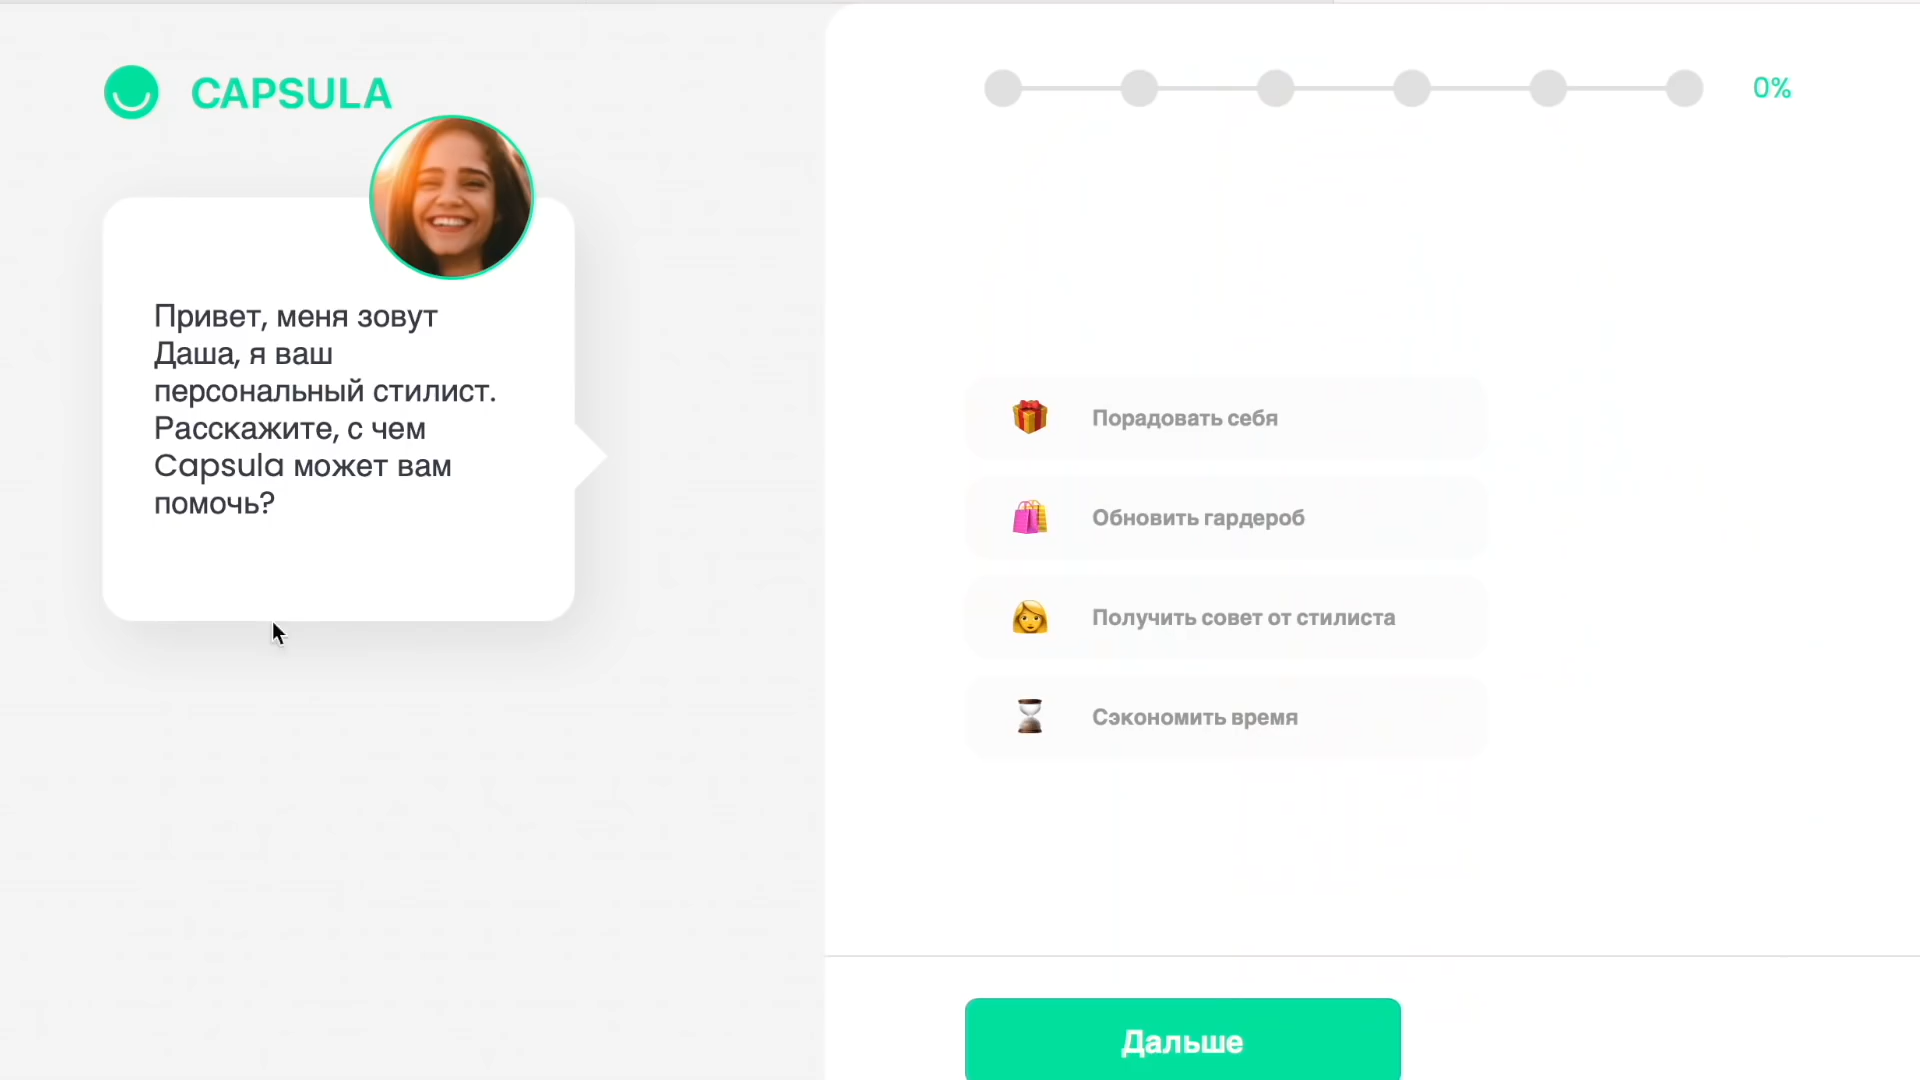 CAPSULA
Привет, меня зовут
Даша, я ваш
персональный стилист.
Расскажите, с чем
Capsula может вам
помочь?
0%
Порадовать себя
Обновить гардероб
Получить совет от стилиста
Сэкономить время
Дальше